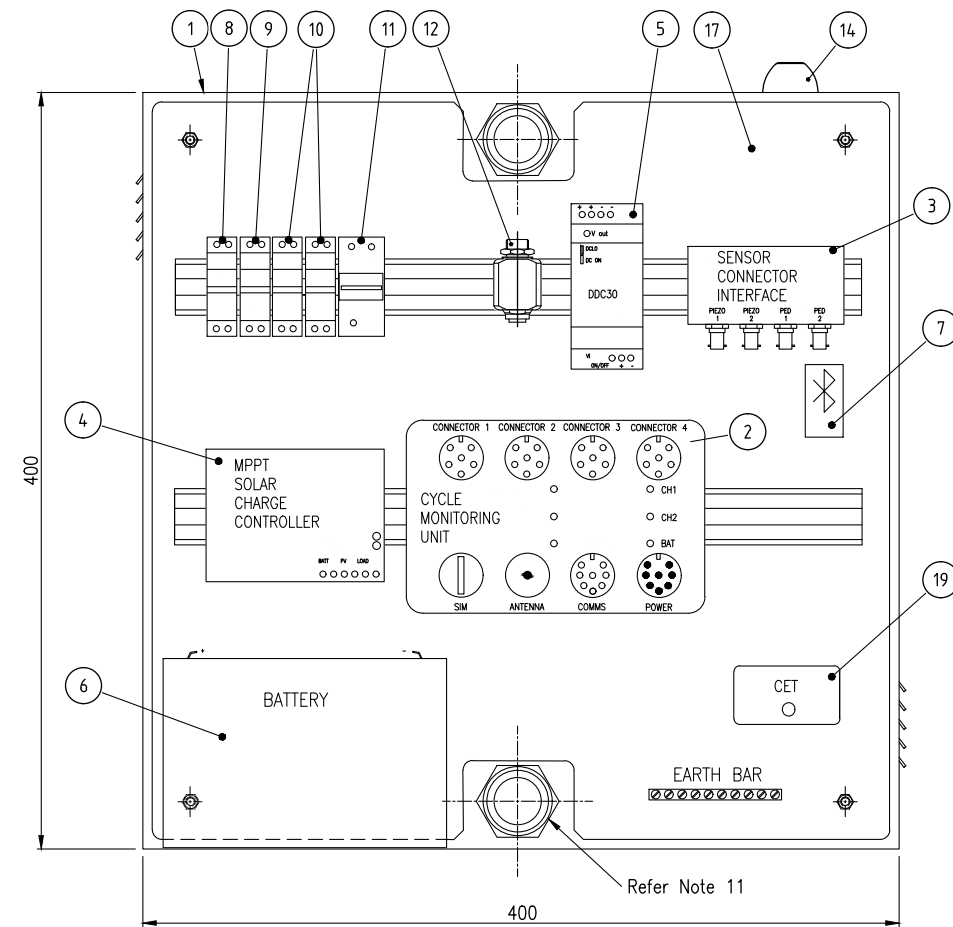 1 8 9 10 11 12 5 17 14
3
+ + - -
V out
DCLO
DC ON
DDC30
VI
ON/OFF + -
SENSOR
CONNECTOR
INTERFACE
PIEZO PIEZO PED PED
1 2 1 2
7
4
MPPT
SOLAR
CHARGE
CONTROLLER
BATT PV LOAD
400
CONNECTOR 1 CONNECTOR 2 CONNECTOR 3 CONNECTOR 4
2
CYCLE
MONITORING
UNIT
CH1
CH2
BAT
SIM ANTENNA COMMS POWER
19
6
+ -
BATTERY
CET
EARTH BAR
Refer Note 11
400